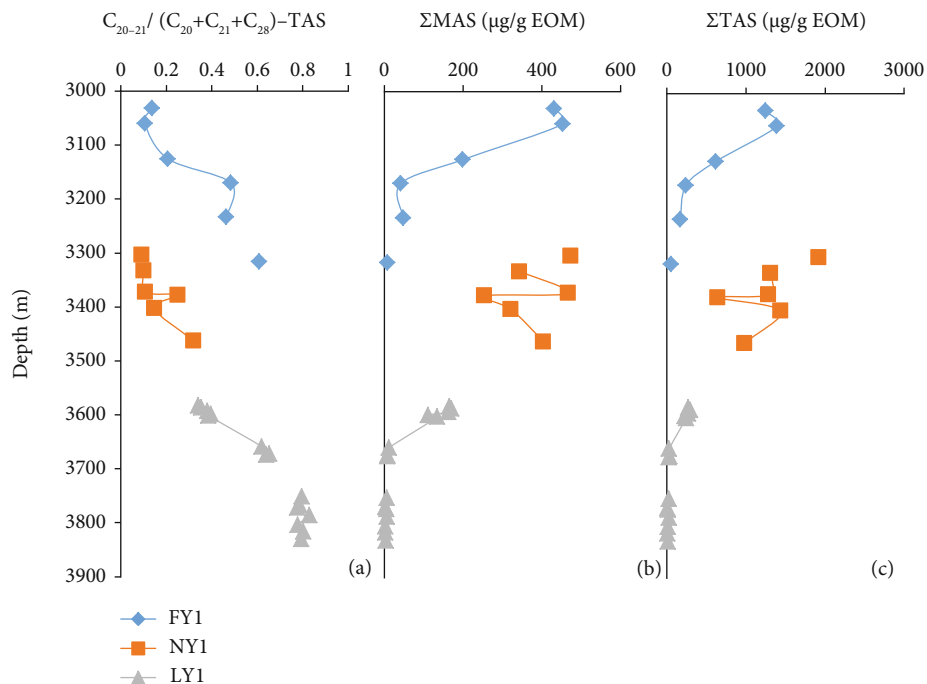 C20–21/ (C20+C21+C28)–TAS
ΣMAS (μg/g EOM)
ΣTAS (μg/g EOM)
0 0.2 0.4 0.6 0.8 1
0 200 400 600
0 1000 2000 3000
3000
3100
3200
3300
3400
3500
3600
3700
3800
3900
Depth (m)
(a)
(b)
(c)
FY1
NY1
LY1